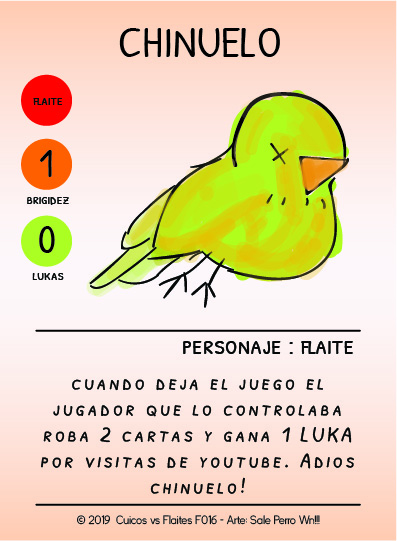 CHINUELO
FLAITE
1
BRIGIDEZ
0
LUKAS
PERSONAJE : FLAITE
CUANDO DEJA EL JUEGO EL
JUGADOR QUE LO CONTROLABA
ROBA 2 CARTAS Y GANA 1 LUKA
POR VISITAS DE YOUTUBE. ADIOS
CHINUELO!
© 2019 Cuicos vs Flaites F016 - Arte: Sale Perro Wn!!!